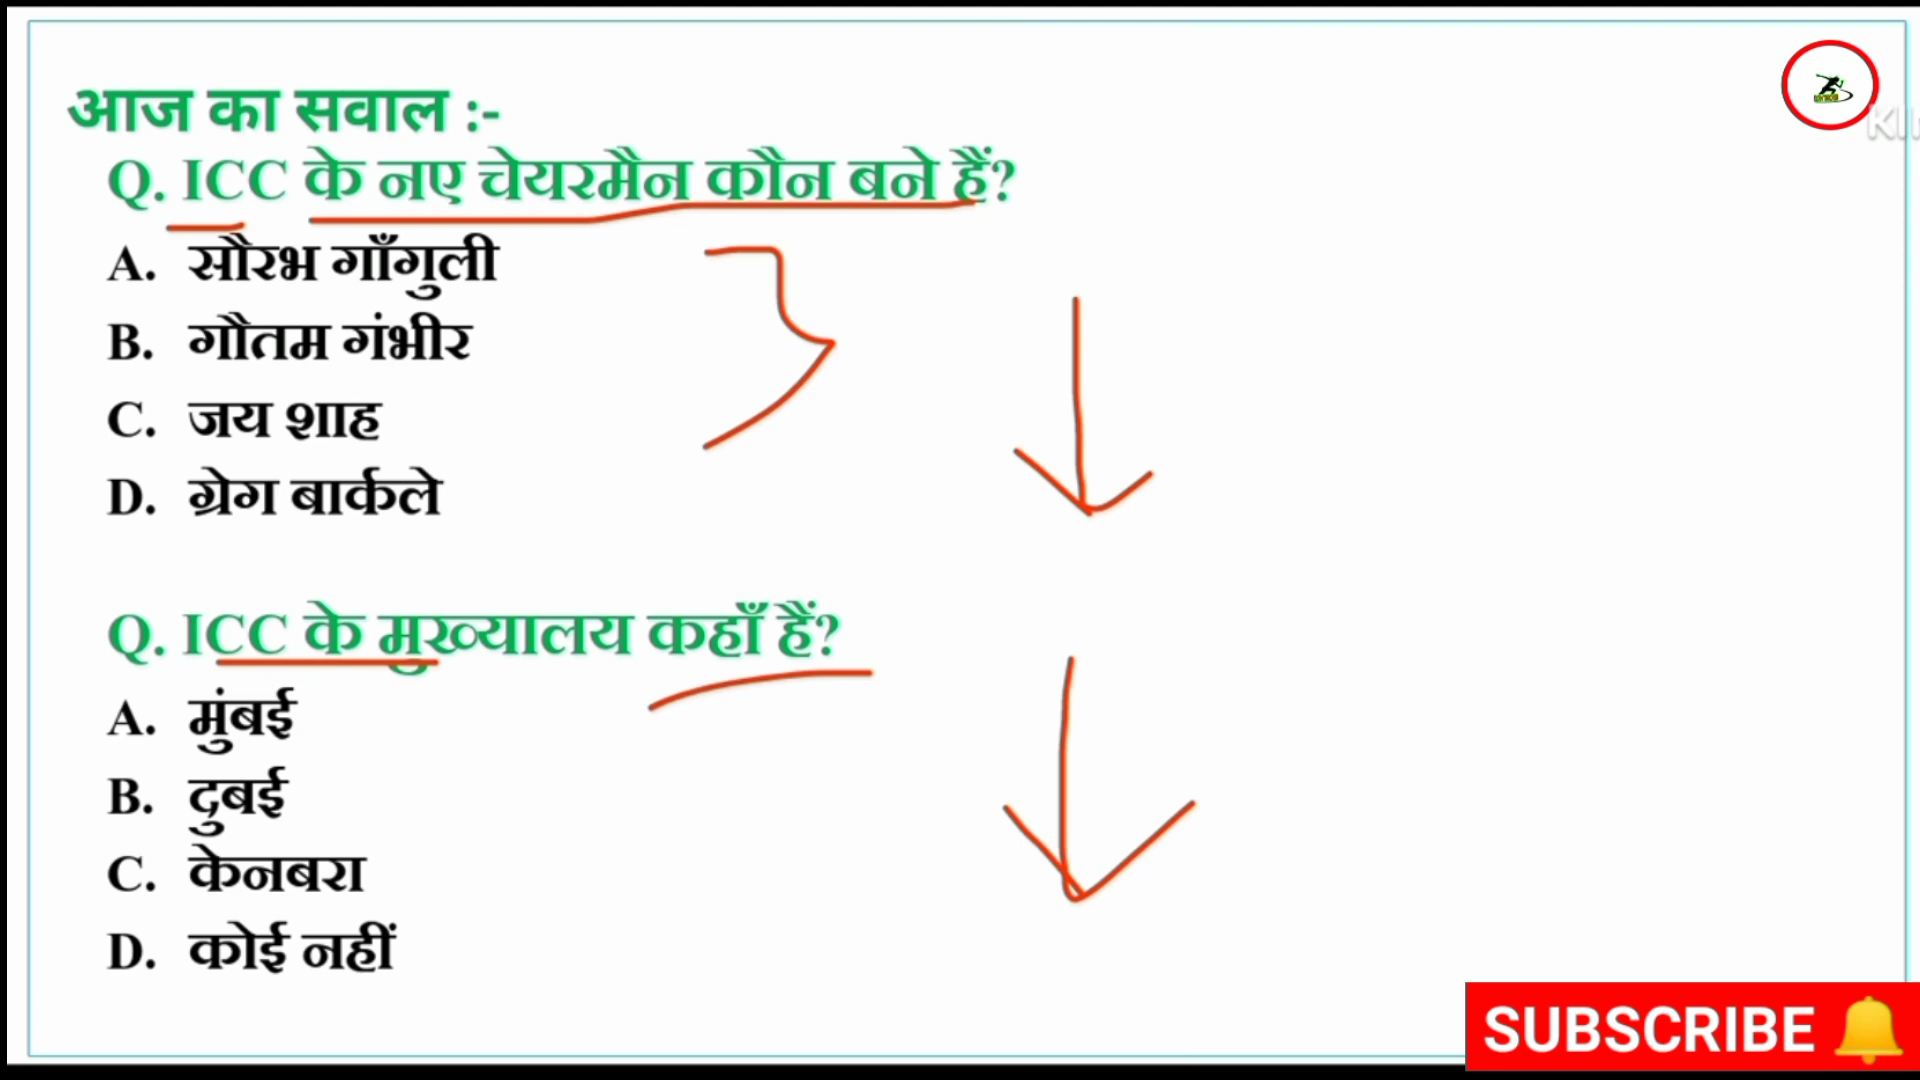 आज का सवाल :-
Q. ICC के नए चेयरमैन कौन बने हैं?
A. सौरभ गाँगुली
B. गौतम गंभीर
C. जय शाह
D. ग्रेग बार्कले
Q. ICC के मुख्यालय कहाँ हैं?
A. मुंबई
B. दुबई
C. केनबरा
D. कोई नहीं
SUBSCRIBE